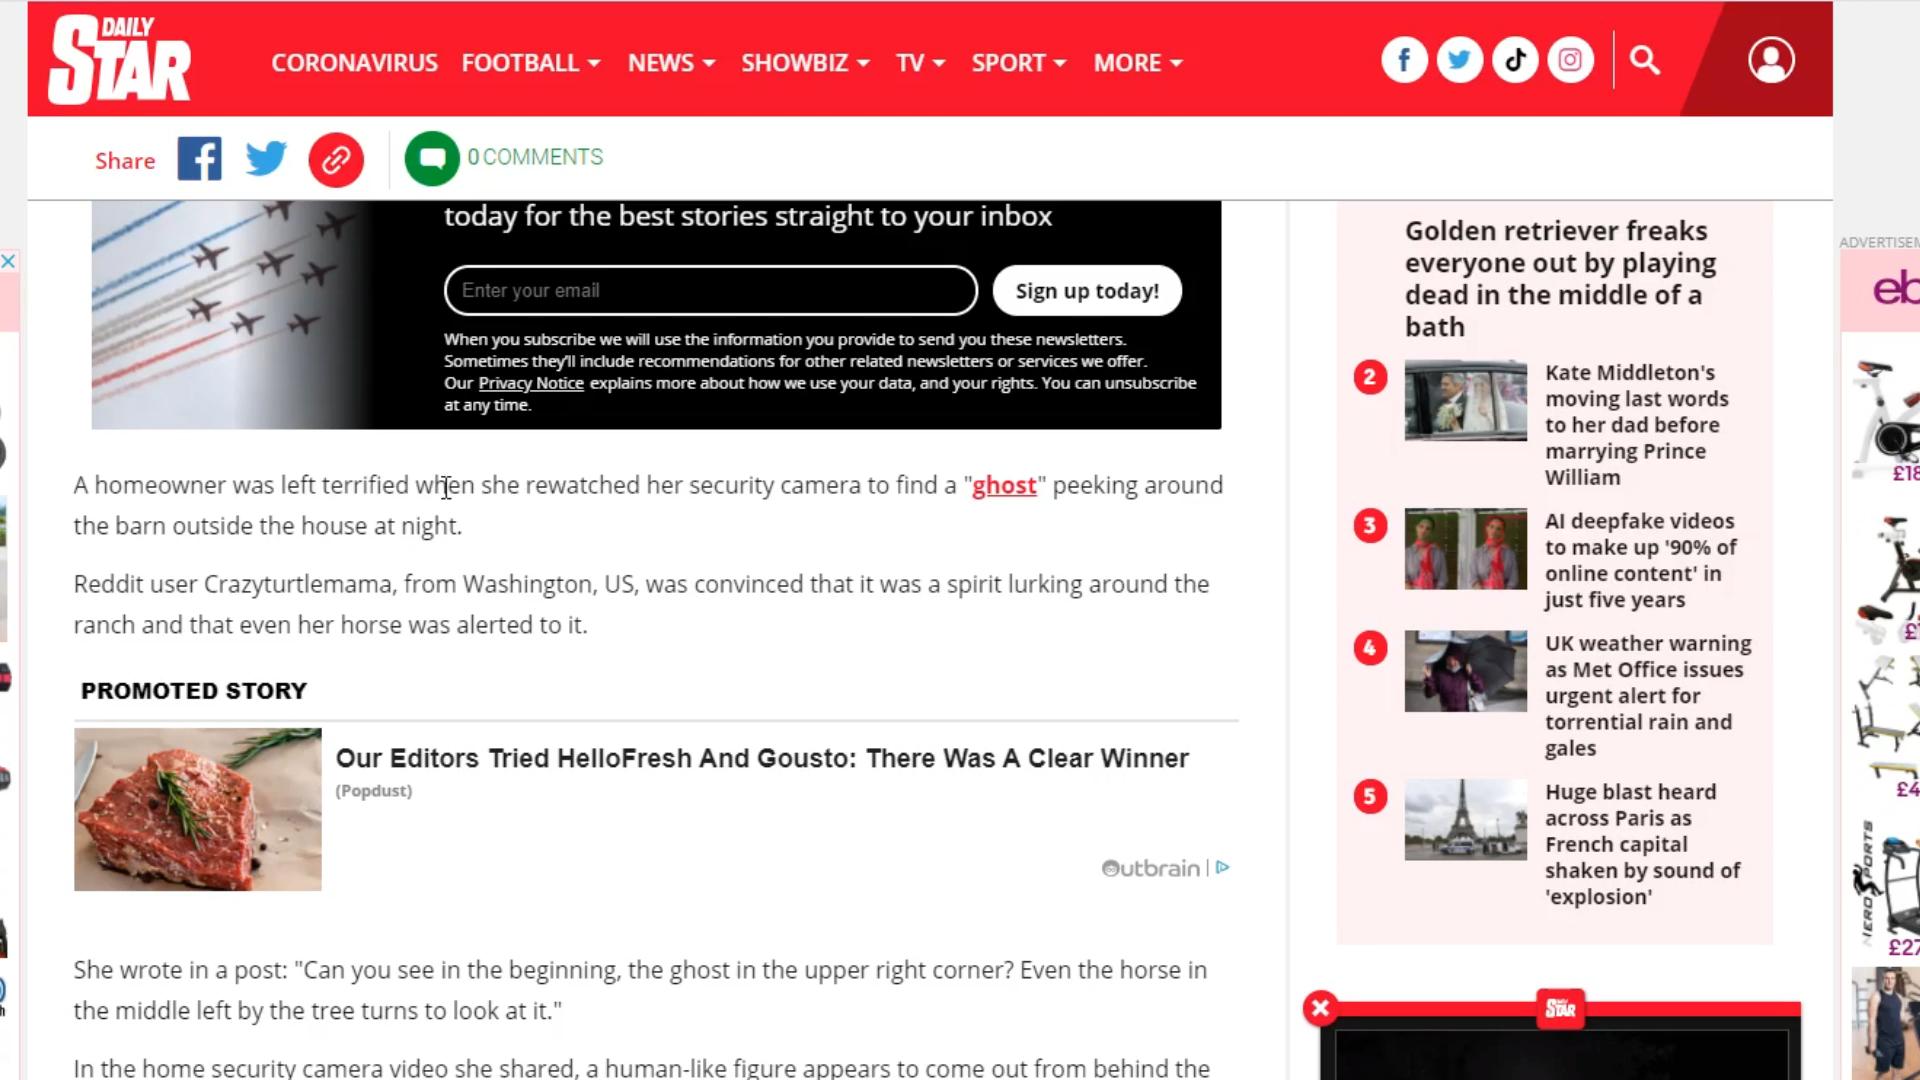 DAILY
STAR
CORONAVIRUS FOOTBALL NEWS SHOWBIZ TV SPORT MORE
Share
0 COMMENTS
today for the best stories straight to your inbox
Enter your email
Sign up today!
When you subscribe we will use the information you provide to send you these newsletters.
Sometimes they'll include recommendations for other related newsletters or services we offer.
Our Privacy Notice explains more about how we use your data, and your rights. You can unsubscribe
at any time.
A homeowner was left terrified when she rewatched her security camera to find a "ghost" peeking around
the barn outside the house at night.
Reddit user Crazyturtlemama, from Washington, US, was convinced that it was a spirit lurking around the
ranch and that even her horse was alerted to it.
PROMOTED STORY
Our Editors Tried HelloFresh And Gousto: There Was A Clear Winner
(Popdust)
Outbrain
She wrote in a post: "Can you see in the beginning, the ghost in the upper right corner? Even the horse in
the middle left by the tree turns to look at it."
In the home security camera video she shared, a human-like figure appears to come out from behind the
Golden retriever freaks
everyone out by playing
dead in the middle of a
bath
2
Kate Middleton's
moving last words
to her dad before
marrying Prince
William
3
AI deepfake videos
to make up '90% of
online content' in
just five years
4
UK weather warning
as Met Office issues
urgent alert for
torrential rain and
gales
5
Huge blast heard
across Paris as
French capital
shaken by sound of
'explosion'
STAR
ADVERTISEM
eb
£18
£4
HERO SPORTS
£27